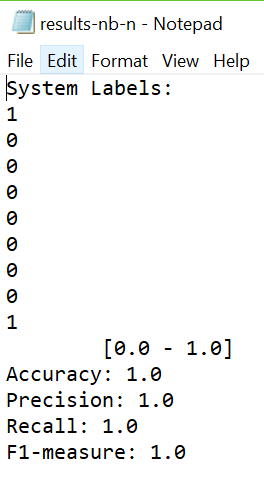 results-nb-n - Notepad
File Edit Format View Help
System Labels:
1
0
0
0
0
0
0
0
1
[0.0 - 1.0]
Accuracy: 1.0
Precision: 1.0
Recall: 1.0
F1-measure: 1.0